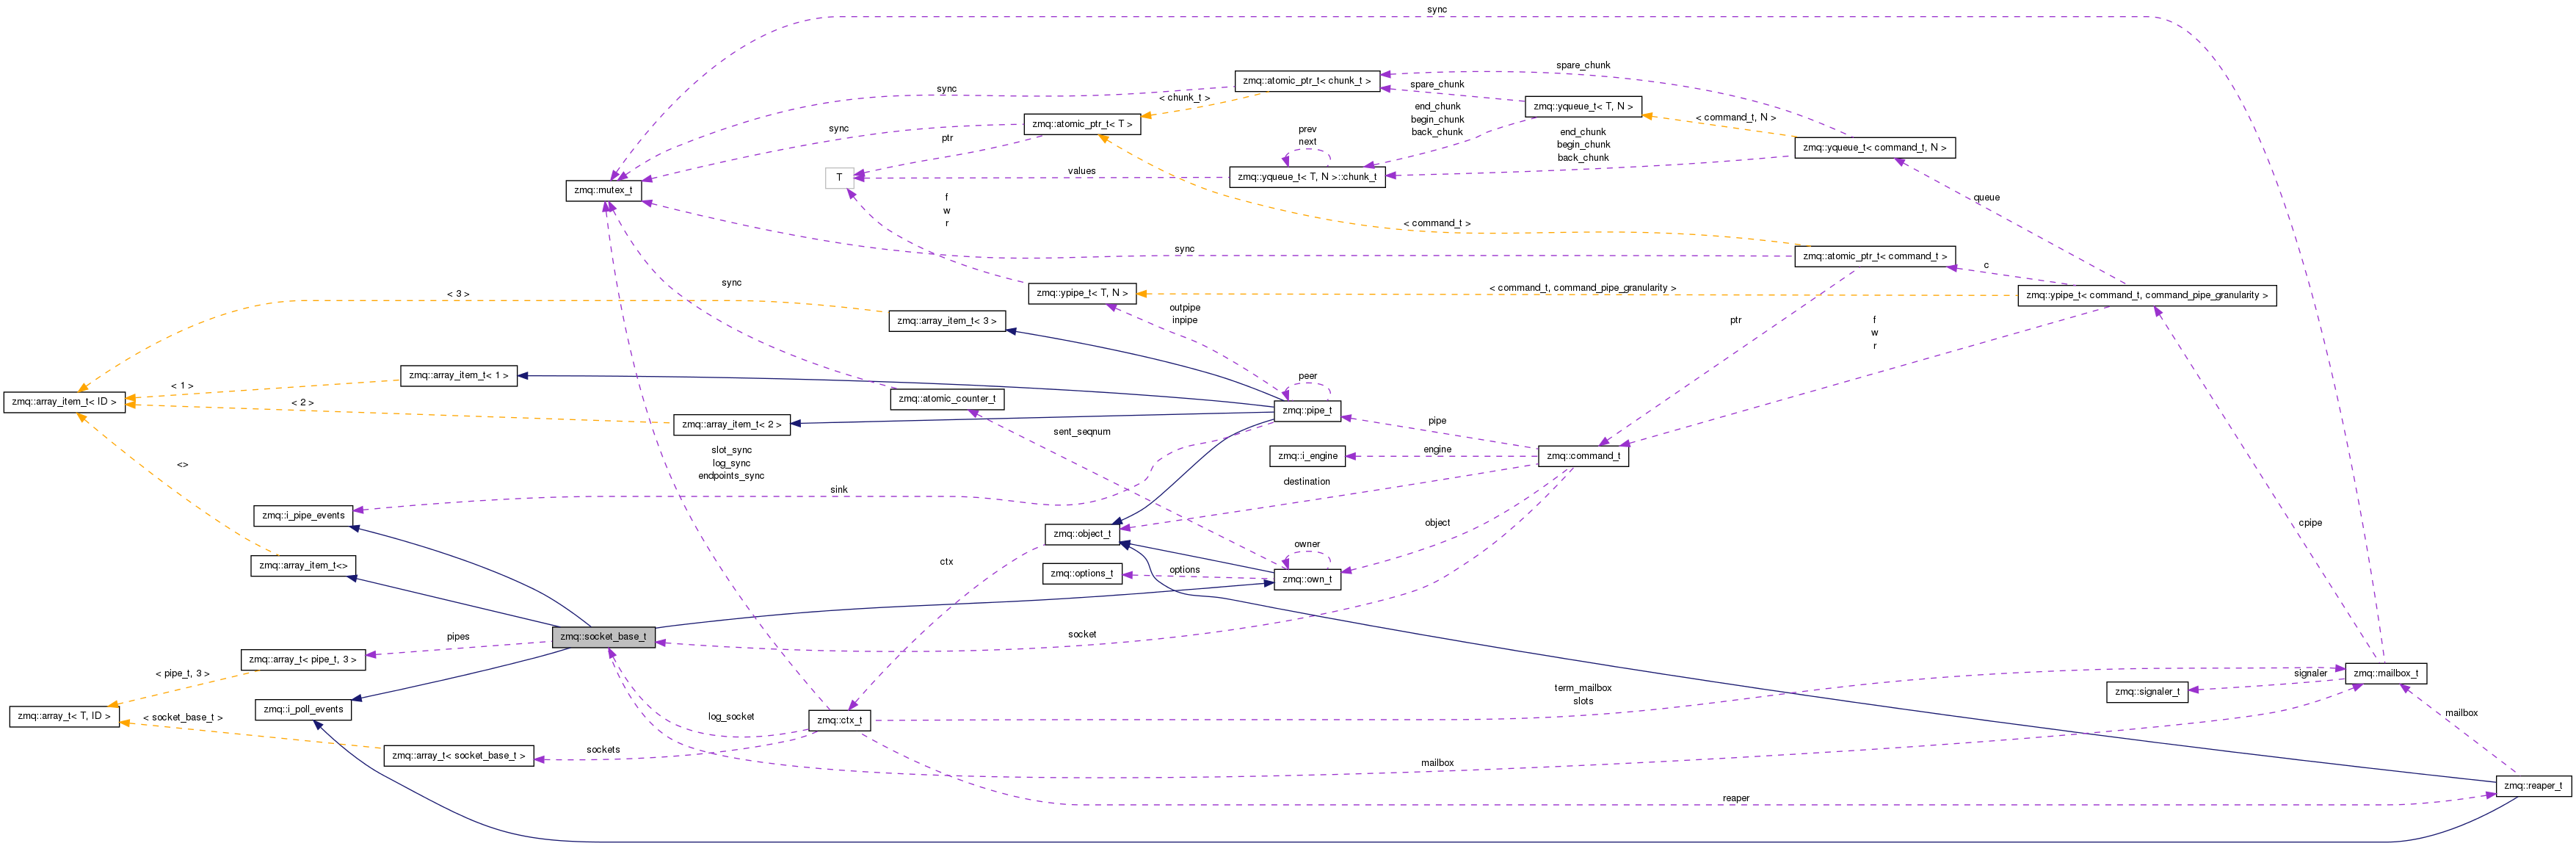 sync
spare_chunk
zmq::atomic_ptr_t< chunk_t >
spare_chunk
sync
< chunk_t >
zmq::yqueue_t< T, N >
end_chunk
begin_chunk
back_chunk
< command_t, N >
zmq::atomic_ptr_t< T >
sync
ptr
prev
next
end_chunk
begin_chunk
back_chunk
zmq::yqueue_t< command_t, N >
T
values
zmq::yqueue_t< T, N >::chunk_t
zmq::mutex_t
f
w
r
queue
< command_t >
sync
zmq::atomic_ptr_t< command_t >
c
sync
zmq::ypipe_t< T, N >
< command_t, command_pipe_granularity >
zmq::ypipe_t< command_t, command_pipe_granularity >
< 3 >
outpipe
inpipe
zmq::array_item_t< 3 >
ptr
f
w
r
zmq::array_item_t< 1 >
< 1 >
peer
zmq::array_item_t< ID >
< 2 >
zmq::atomic_counter_t
zmq::pipe_t
zmq::array_item_t< 2 >
pipe
sent_seqnum
slot_sync
log_sync
endpoints_sync
zmq::i_engine
engine
zmq::command_t
<>
destination
sink
zmq::i_pipe_events
object
cpipe
zmq::object_t
owner
ctx
zmq::array_item_t<>
zmq::options_t
options
zmq::own_t
zmq::socket_base_t
pipes
socket
zmq::array_t< pipe_t, 3 >
< pipe_t, 3 >
signaler
zmq::mailbox_t
term_mailbox
slots
zmq::signaler_t
zmq::i_poll_events
zmq::array_t< T, ID >
< socket_base_t >
log_socket
zmq::ctx_t
mailbox
sockets
zmq::array_t< socket_base_t >
mailbox
zmq::reaper_t
reaper